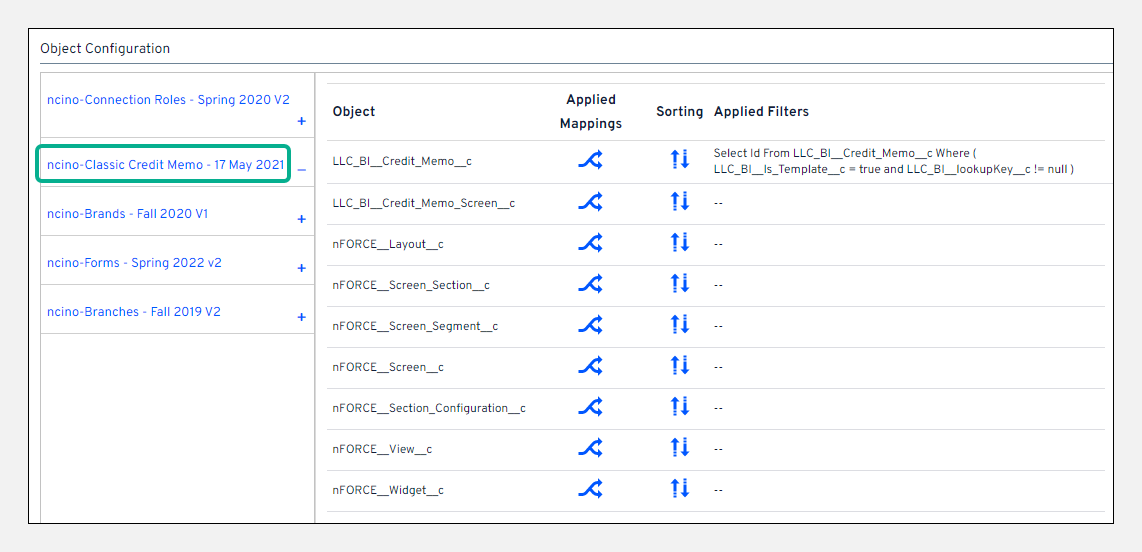 Object Configuration
ncino-Connection Roles - Spring 2020 V2
+
ncino-Classic Credit Memo - 17 May 2021
–
ncino-Brands - Fall 2020 V1
+
ncino-Forms - Spring 2022 v2
+
ncino-Branches - Fall 2019 V2
+
Object Applied Mappings Sorting Applied Filters
LLC_BI__Credit_Memo__c Select Id From LLC_BI__Credit_Memo__c Where (
LLC_BI__Is_Template__c = true and LLC_BI__lookupKey__c != null )
LLC_BI__Credit_Memo_Screen__c --
nFORCE__Layout__c --
nFORCE__Screen_Section__c --
nFORCE__Screen_Segment__c --
nFORCE__Screen__c --
nFORCE__Section_Configuration__c --
nFORCE__View__c --
nFORCE__Widget__c --